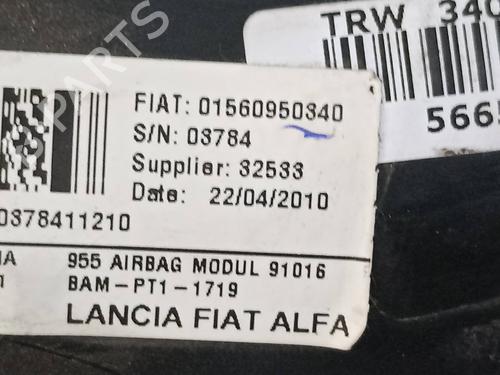 TRW 340
566
FIAT: 01560950340
S/N: 03784
Supplier: 32533
Date: 22/04/2010
0378411210
955 AIRBAG MODUL 91016
BAM-PT1-1719
LANCIA FIAT ALFA